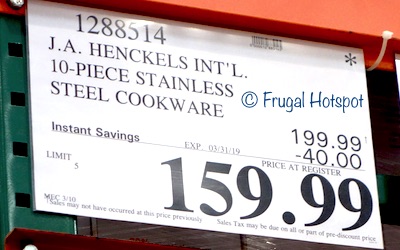 1288514
J.A. HENCKELS INT'L.
10-PIECE STAINLESS
STEEL COOKWARE
*
© Frugal Hotspot
Instant Savings
EXP. 03/31/19
199.99
-40.00
LIMIT
5
PRICE AT REGISTER
159.99
MEC 3/10
*Sales may not have occurred at this price previously
Sales Tax may be due on all or part of pre-discount price